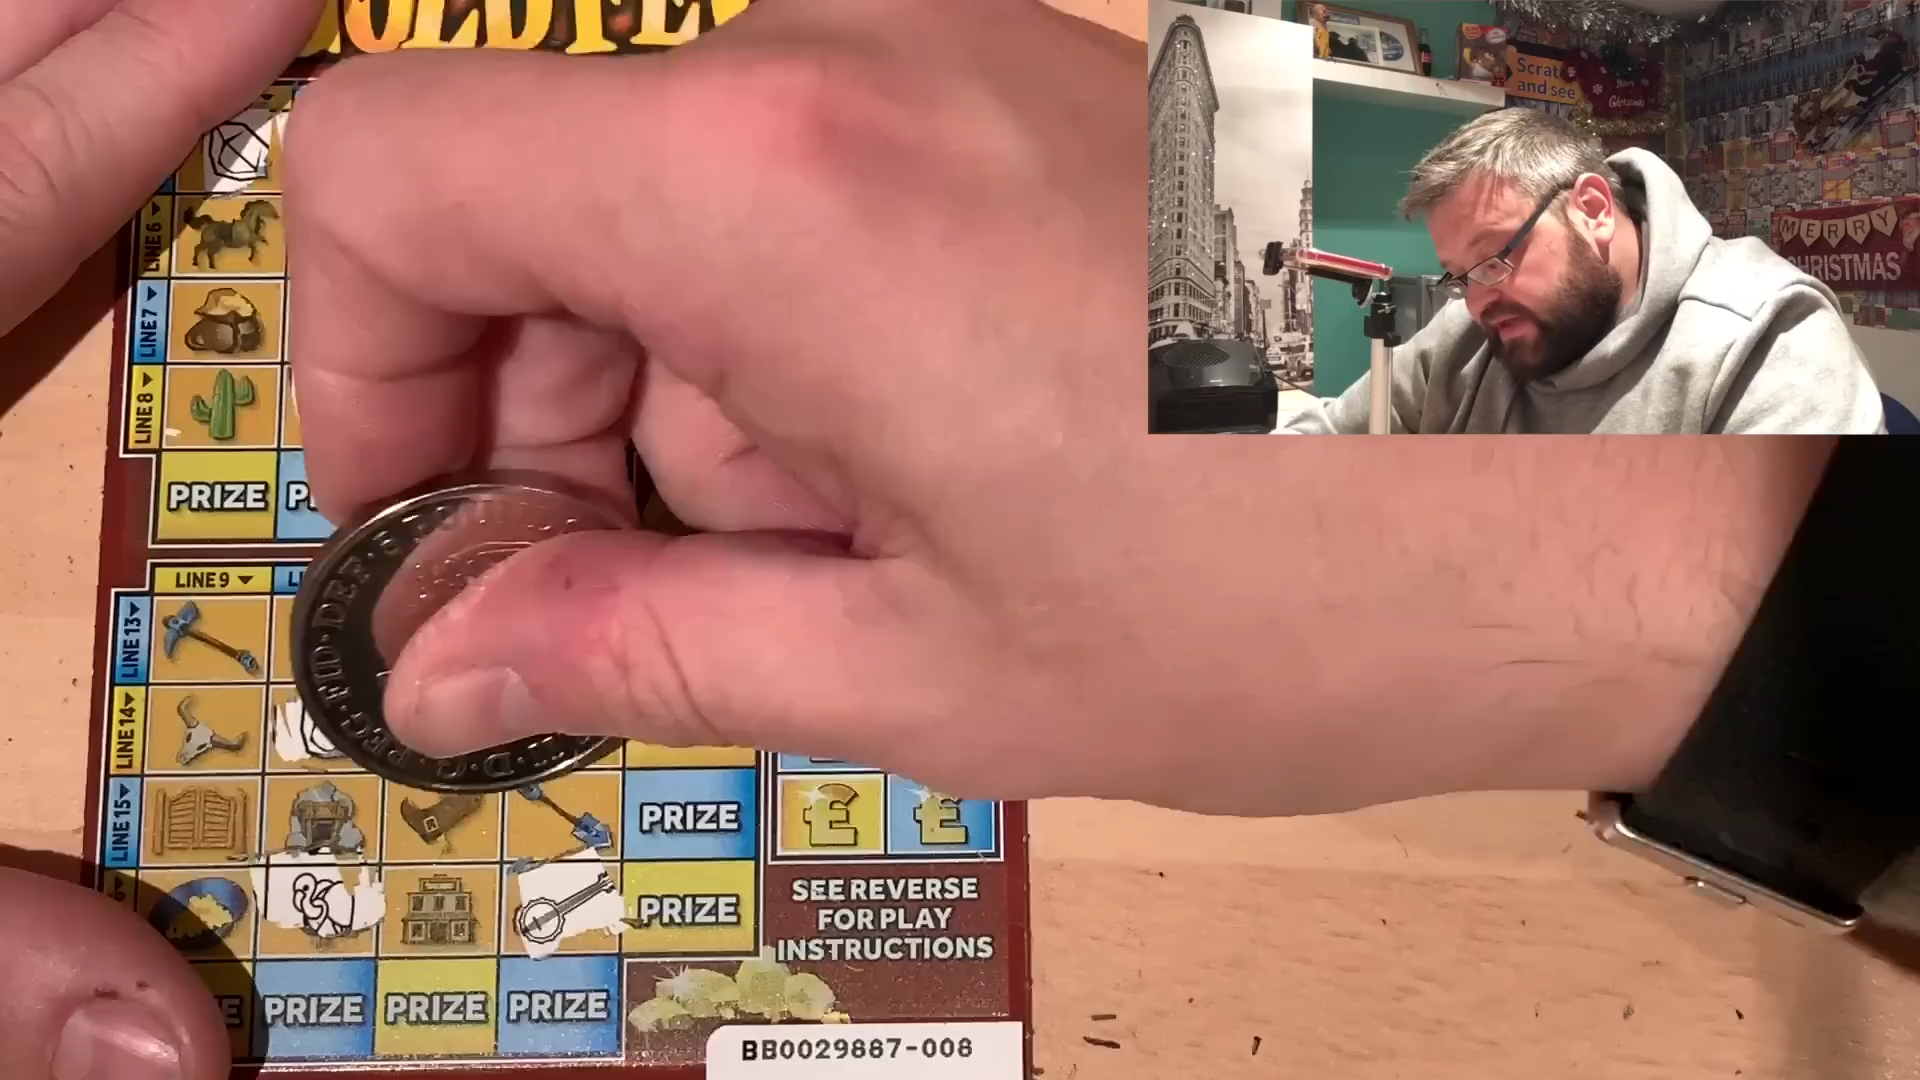 Scrat
and see
MERRY
CHRISTMAS
LINE 6
LINE 7
LINE 8
PRIZE
LINE 9
LINE 13
LINE 14
LINE 15
PRIZE
PRIZE
PRIZE PRIZE PRIZE
£ £
SEE REVERSE
FOR PLAY
INSTRUCTIONS
BB0029887-008